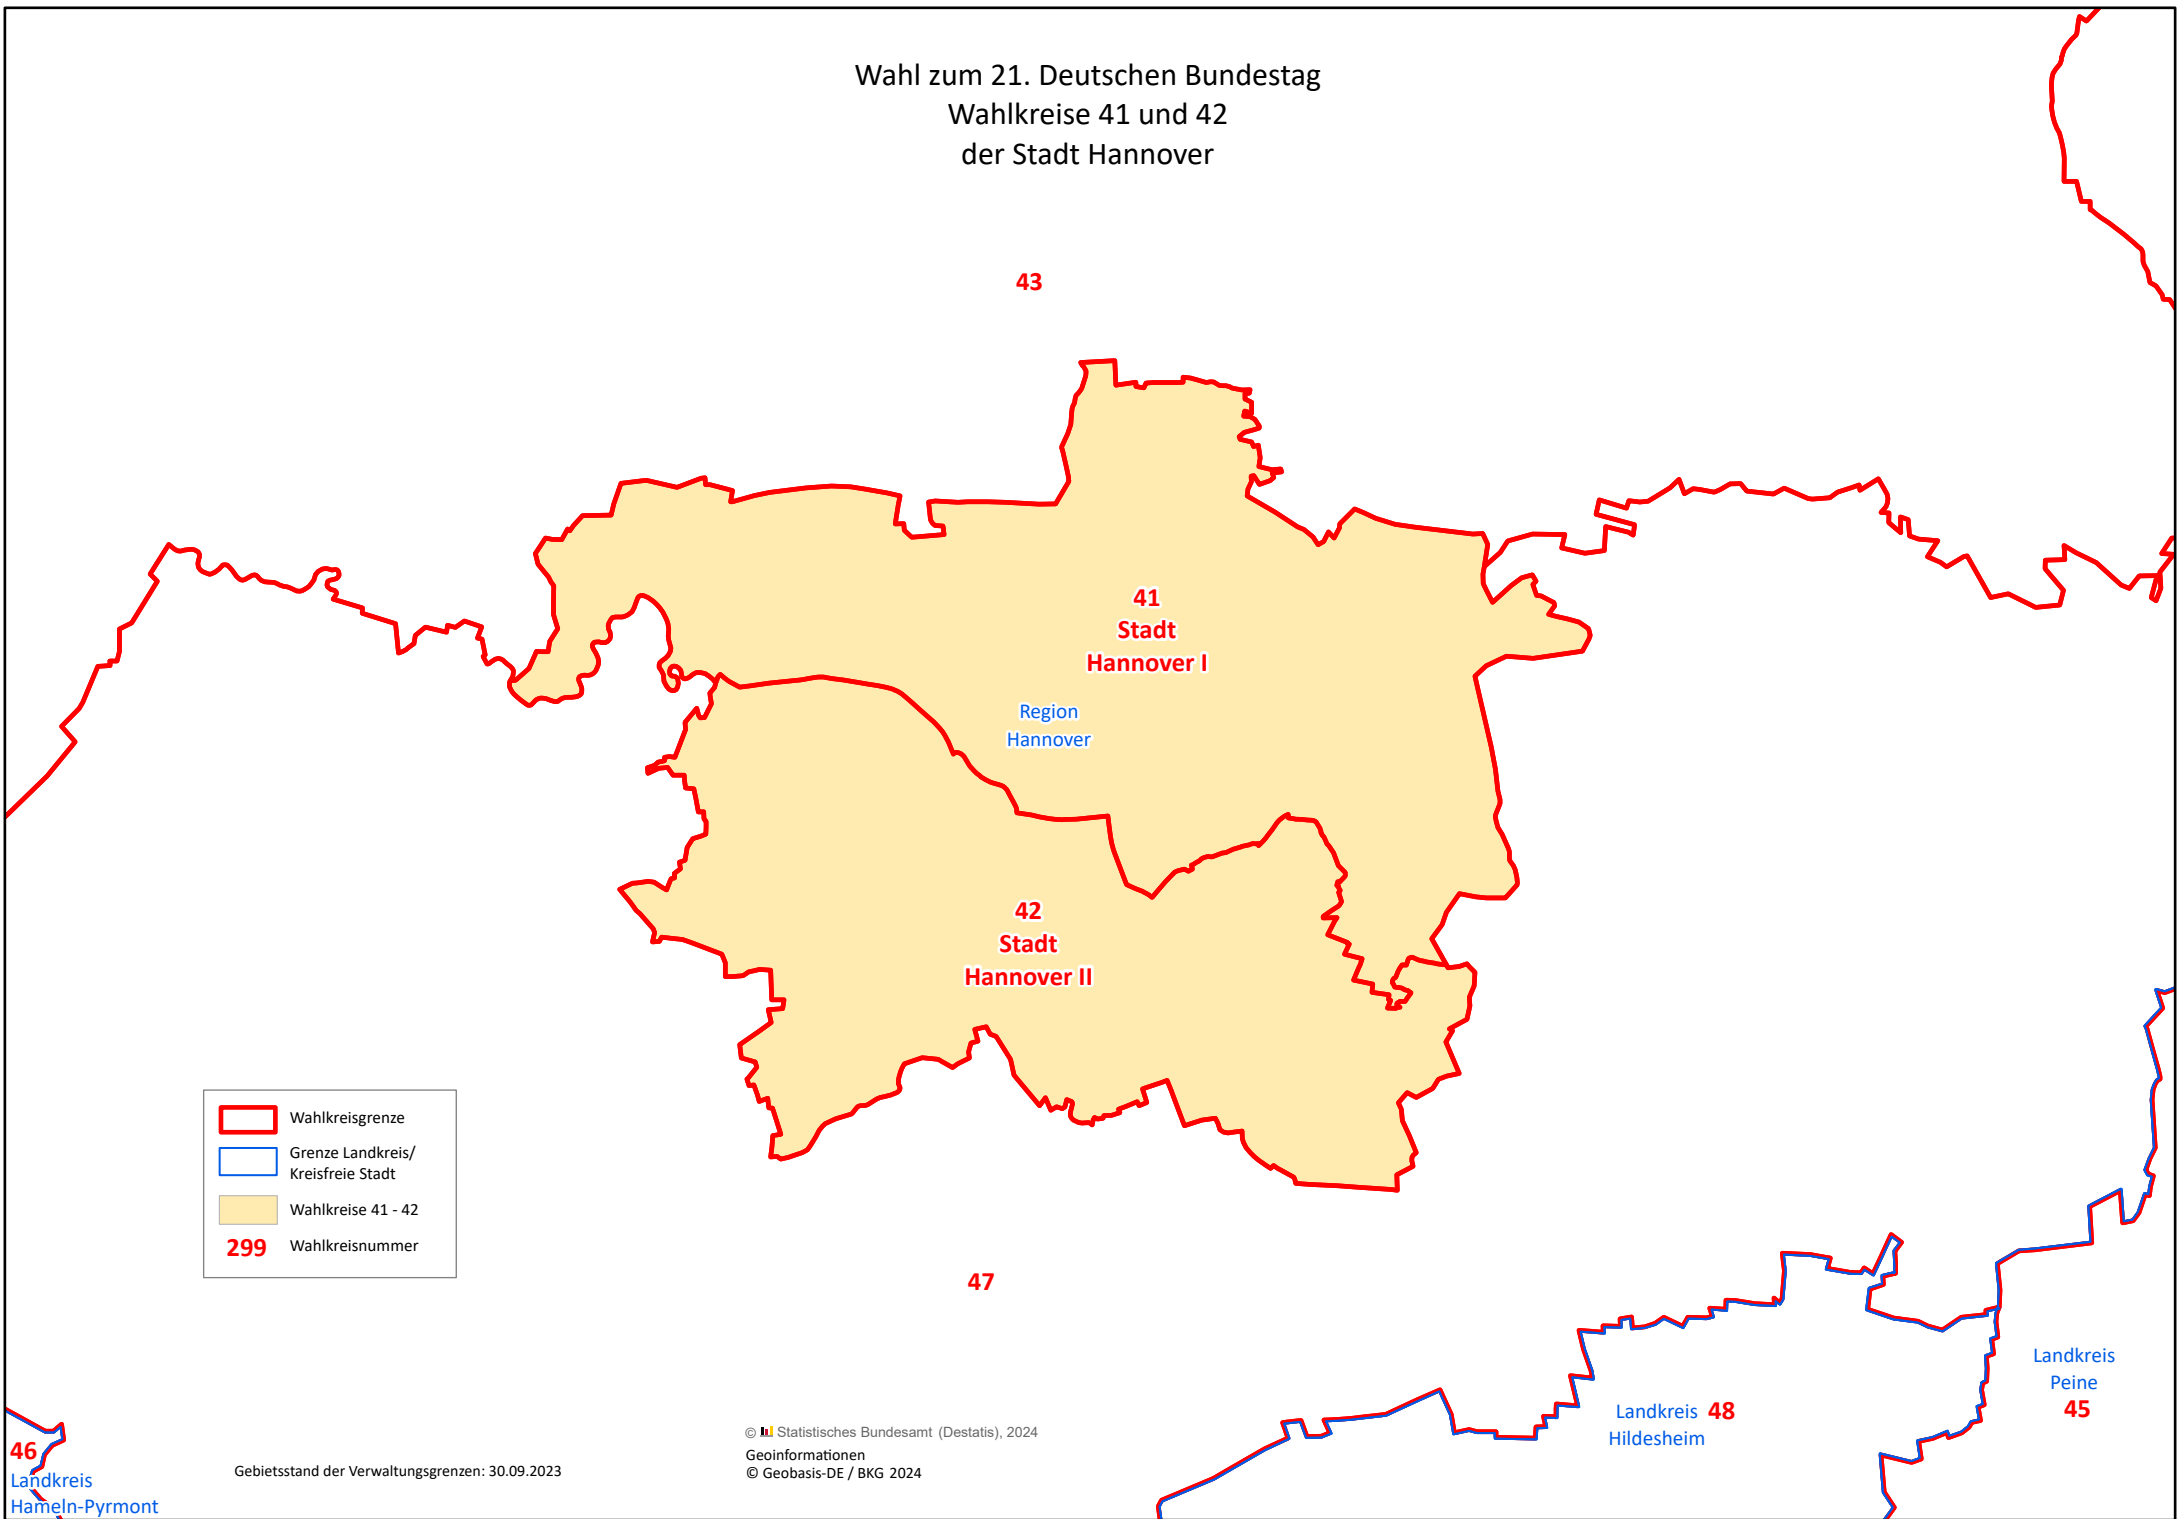 Wahl zum 21. Deutschen Bundestag
Wahlkreise 41 und 42
der Stadt Hannover
43
41
Stadt
Hannover I
Region
Hannover
42
Stadt
Hannover II
Wahlkreisgrenze
Grenze Landkreis/
Kreisfreie Stadt
Wahlkreise 41 - 42
299 Wahlkreisnummer
47
Landkreis
Peine
45
Landkreis 48
Hildesheim
46
Landkreis
Hameln-Pyrmont
Gebietsstand der Verwaltungsgrenzen: 30.09.2023
© Statistisches Bundesamt (Destatis), 2024
Geoinformationen
© Geobasis-DE / BKG 2024